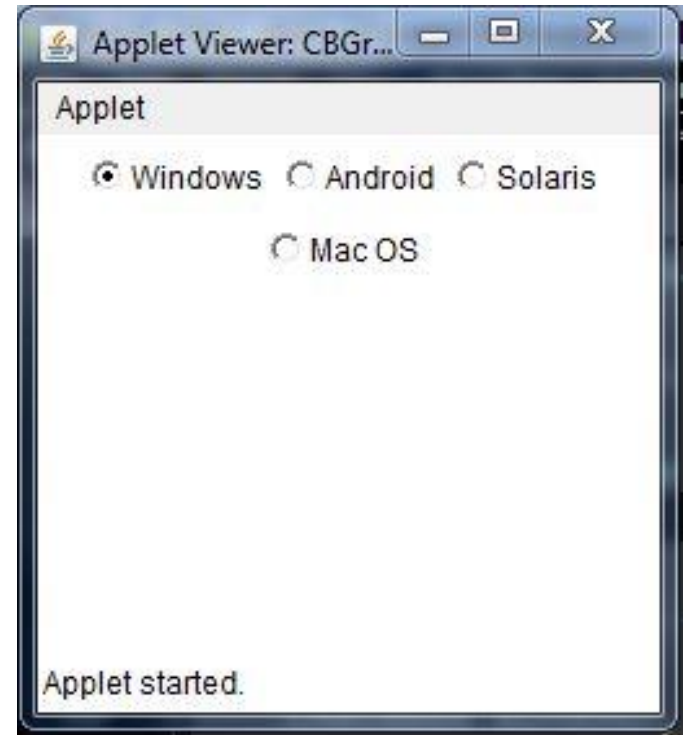 Applet Viewer: CBGr...
Applet
Windows Android Solaris
Mac OS
Applet started.